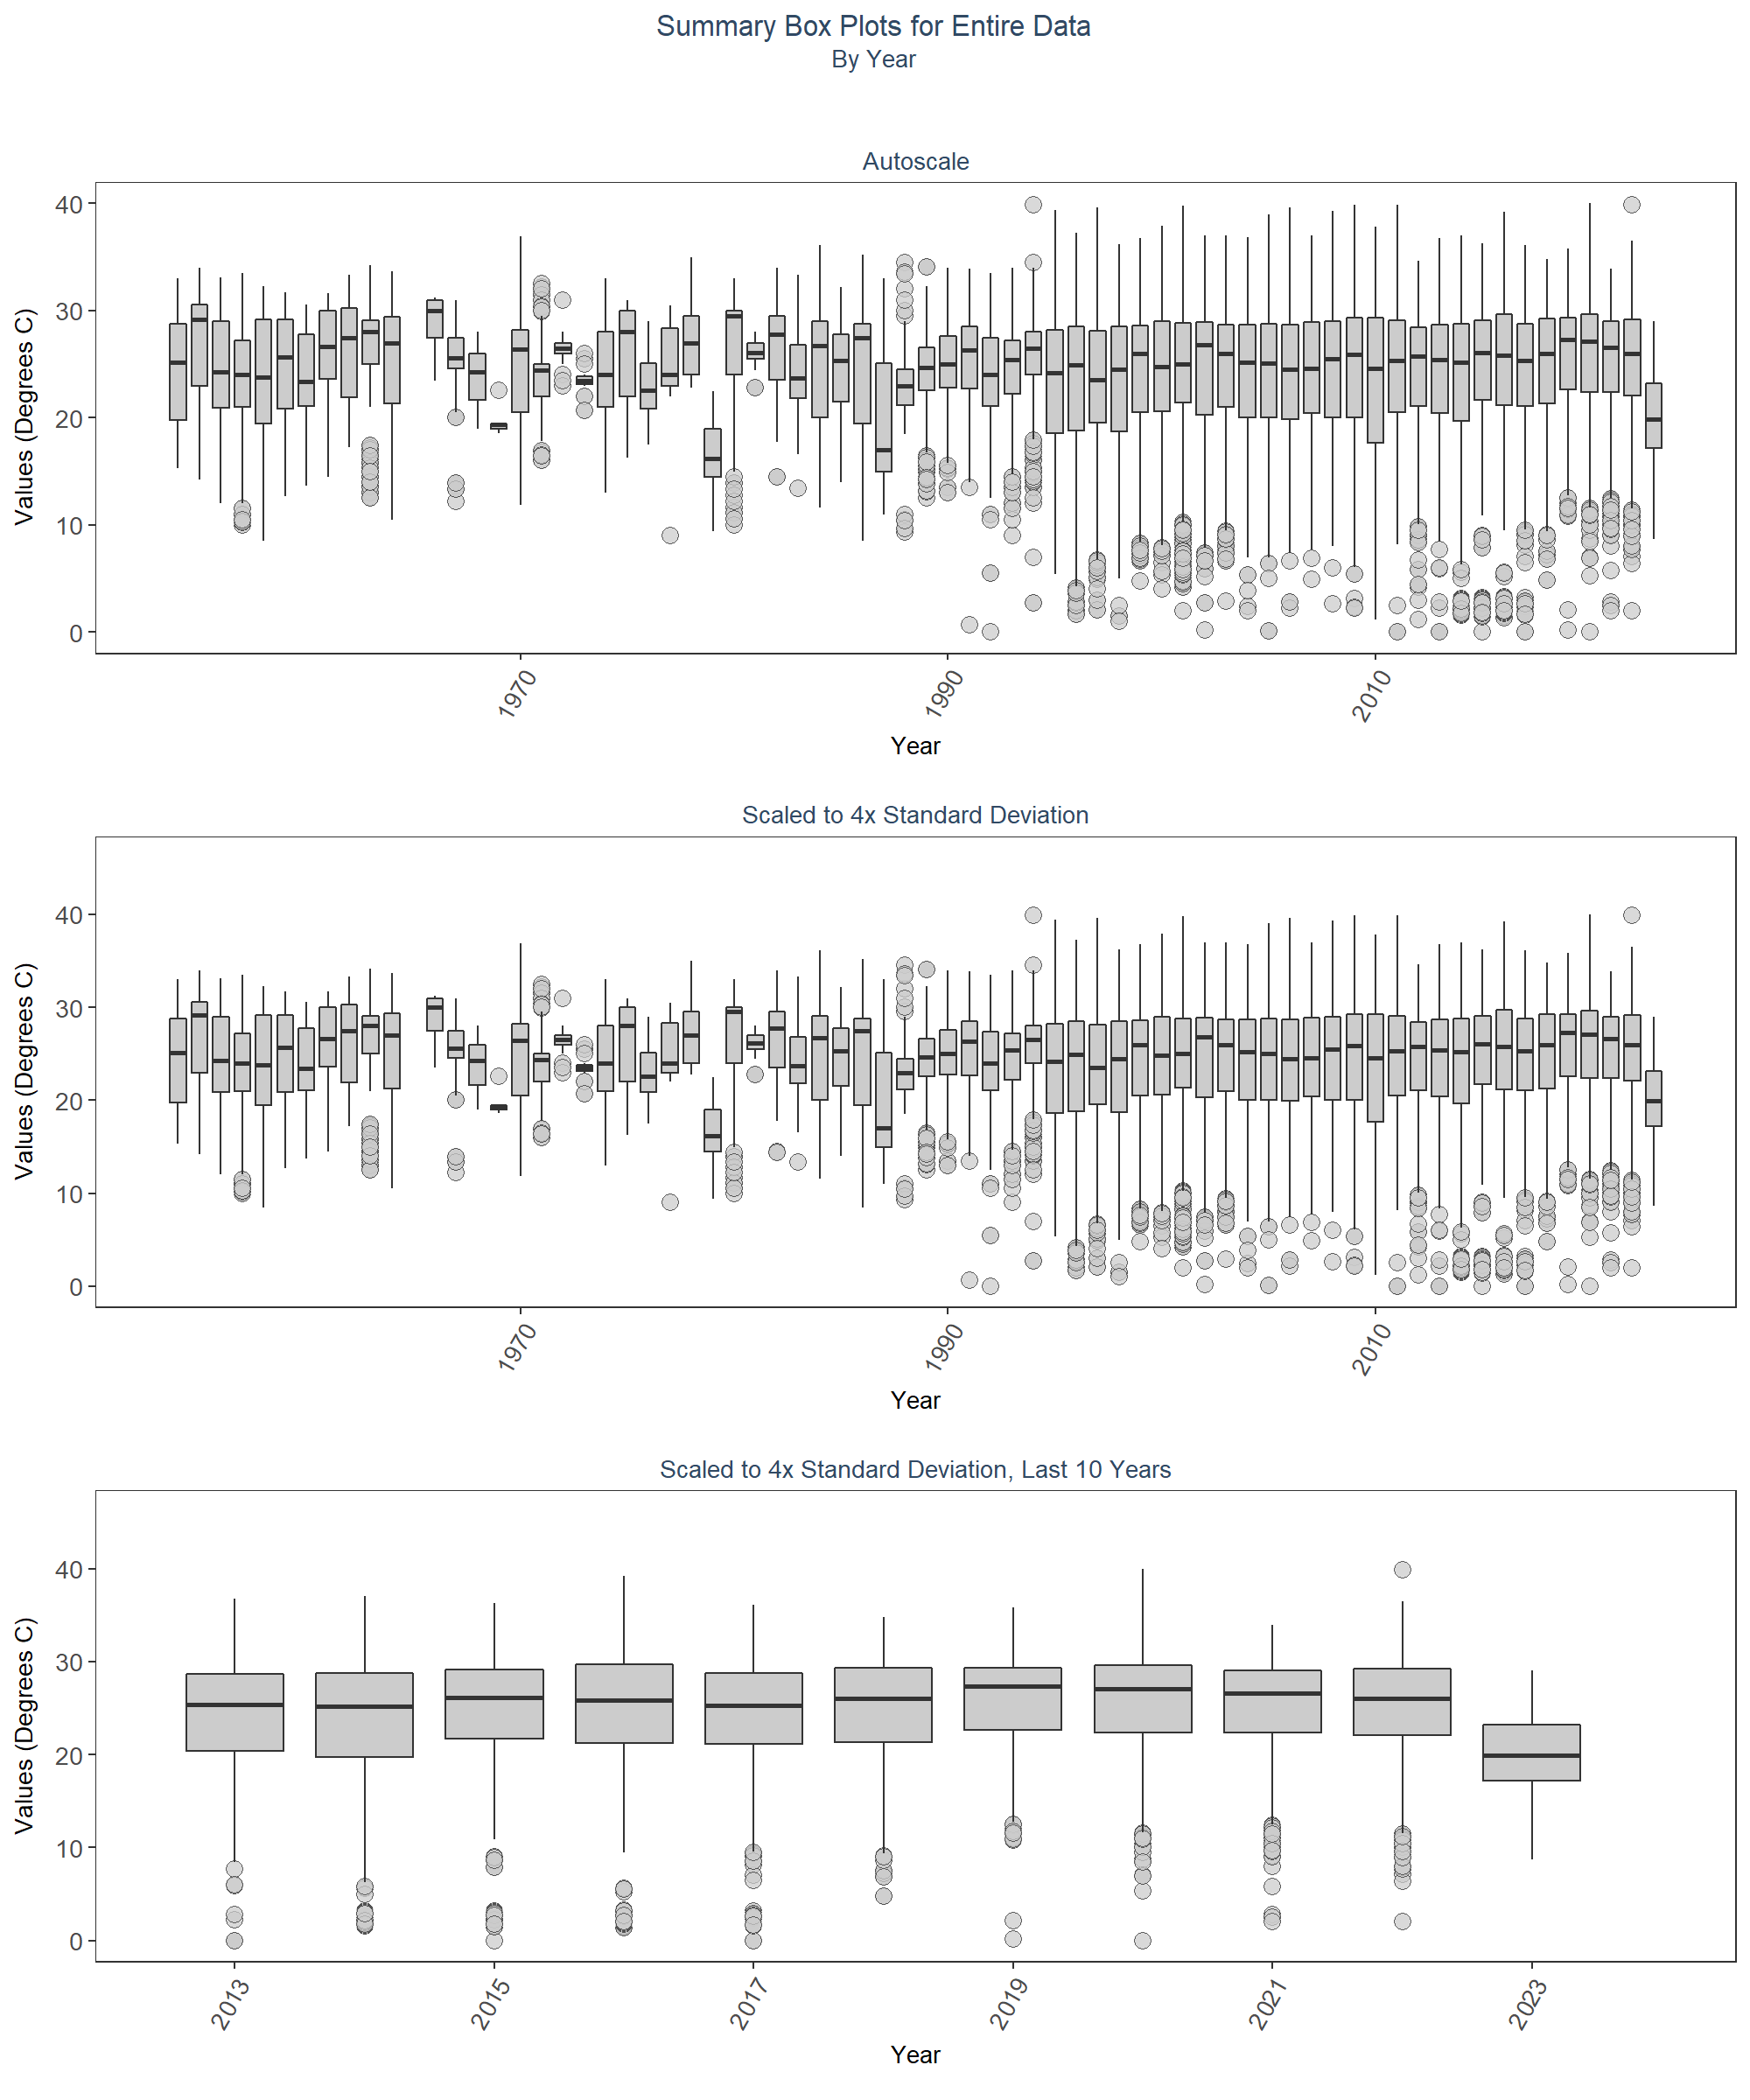 Summary Box Plots for Entire Data
By Year
Autoscale
Values (Degrees C)
40
30
20
10
0
1970
1990
2010
Year
Scaled to 4x Standard Deviation
Values (Degrees C)
40
30
20
10
0
1970
1990
2010
Year
Scaled to 4x Standard Deviation, Last 10 Years
Values (Degrees C)
40
30
20
10
0
2013
2015
2017
2019
2021
2023
Year